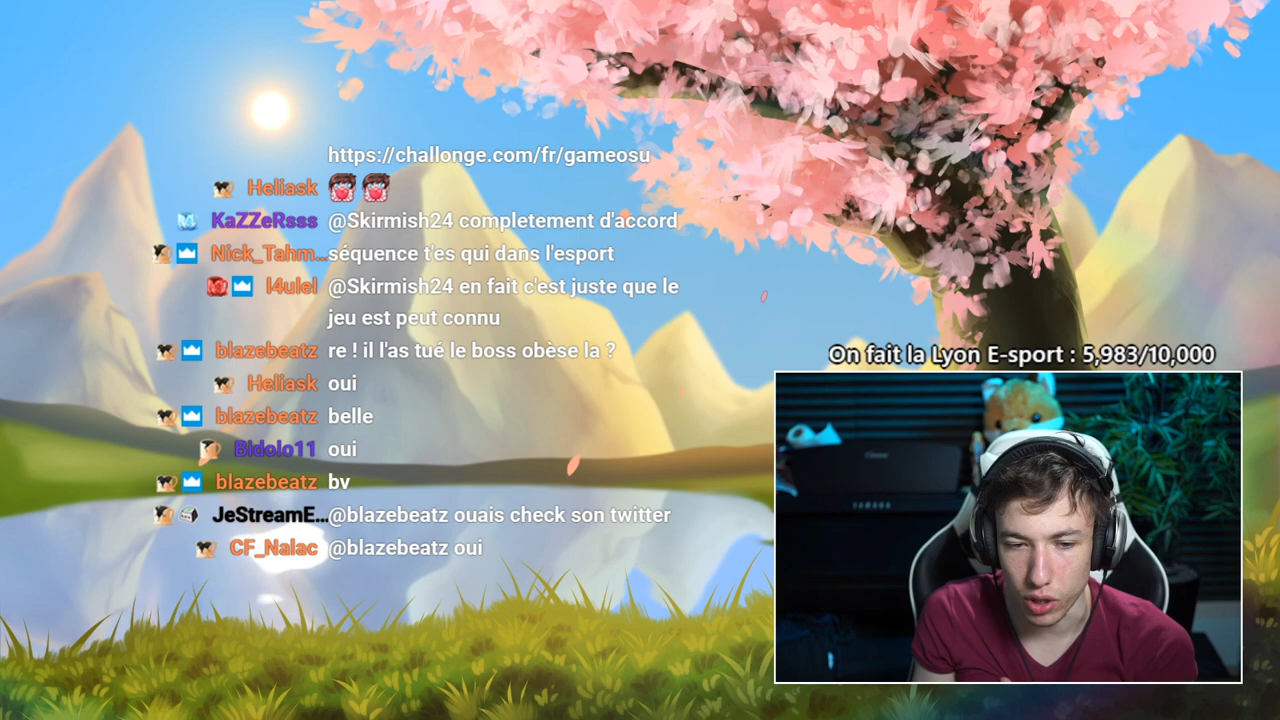 https://challonge.com/fr/gameosu
Heliask
KaZZeRsss @Skirmish24 completement d'accord
Nick_Tahm... séquence t'es qui dans l'esport
l4ulel @Skirmish24 en fait c'est juste que le
jeu est peut connu
blazebeatz re ! il l'as tué le boss obèse la ?
Heliask oui
blazebeatz belle
Bidolo11 oui
blazebeatz bv
JeStreamE... @blazebeatz ouais check son twitter
CF_Nalac @blazebeatz oui
On fait la Lyon E-sport : 5,983/10,000